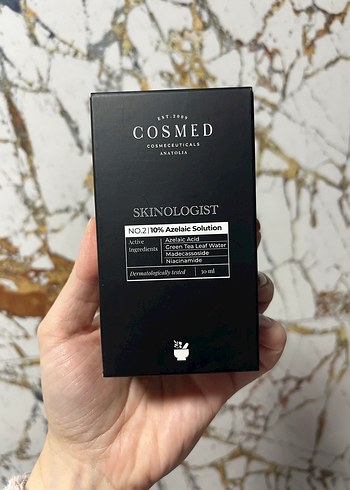 EST. 2000
COSMED
COSMECEUTICALS
ANATOLIA
SKINOLOGIST
NO.2 | 10% Azelaic Solution
Active Ingredients
Azelaic Acid
Green Tea Leaf Water
Madecassoside
Niacinamide
Dermatologically tested
30 ml